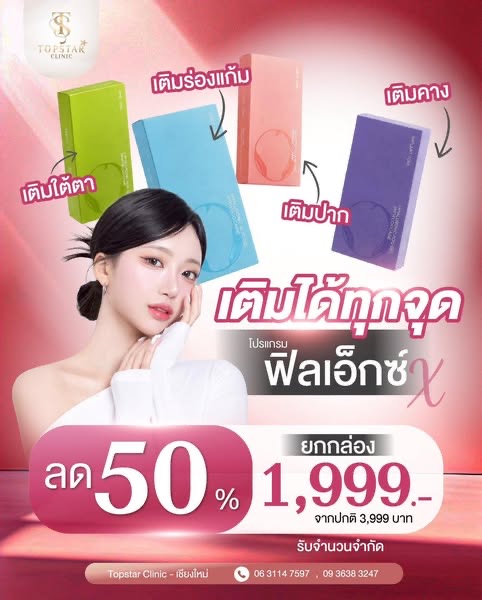 TS
TOPSTAR
CLINIC
เติมร่องแก้ม
เติมคาง
เติมใต้ตา
เติมปาก
เติมได้ทุกจุด
โปรแกรม
ฟิลเอ็กซ์ X
ลด 50 %
ยกกล่อง
1,999.-
จากปกติ 3,999 บาท
รับจำนวนจำกัด
Topstar Clinic - เชียงใหม่ 06 3114 7597 , 09 3638 3247